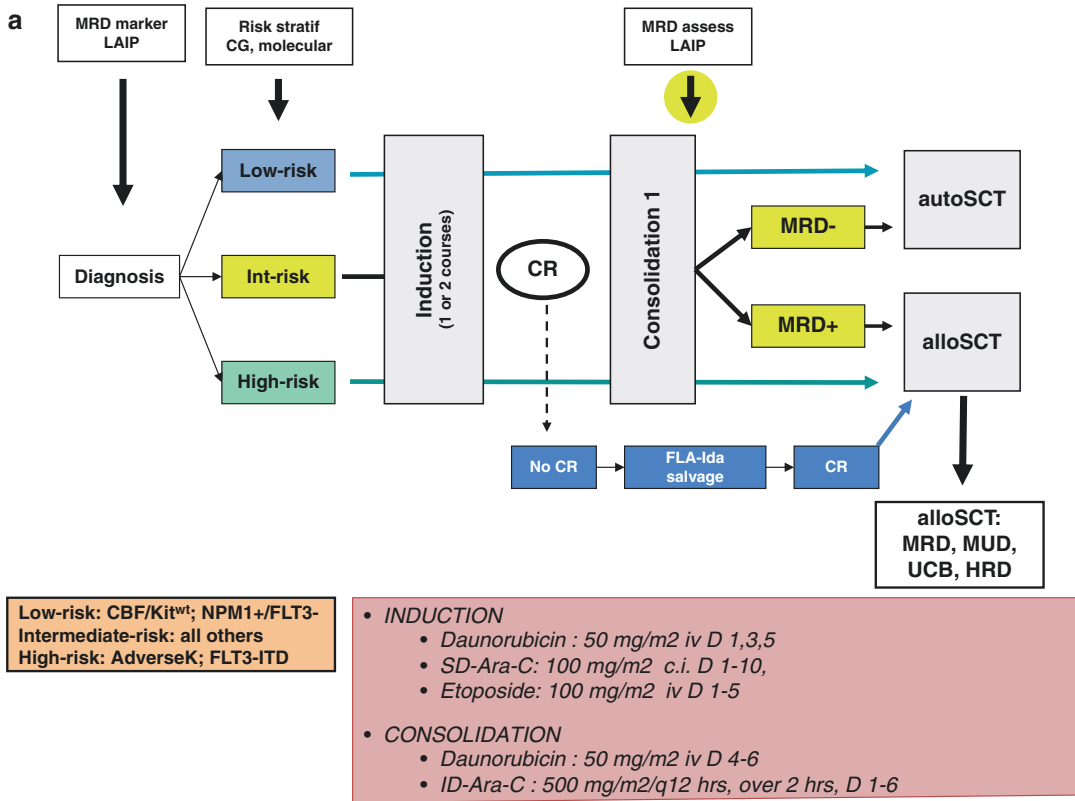 a
MRD marker
LAIP
Risk stratif
CG, molecular
MRD assess
LAIP
Low-risk
Diagnosis
Int-risk
High-risk
Induction
(1 or 2 courses)
CR
Consolidation 1
MRD-
MRD+
autoSCT
alloSCT
No CR
FLA-Ida
salvage
CR
alloSCT:
MRD, MUD,
UCB, HRD
Low-risk: CBF/Kitwt; NPM1+/FLT3-
Intermediate-risk: all others
High-risk: AdverseK; FLT3-ITD
• INDUCTION
• Daunorubicin : 50 mg/m2 iv D 1,3,5
• SD-Ara-C: 100 mg/m2 c.i. D 1-10,
• Etoposide: 100 mg/m2 iv D 1-5
• CONSOLIDATION
• Daunorubicin : 50 mg/m2 iv D 4-6
• ID-Ara-C : 500 mg/m2/q12 hrs, over 2 hrs, D 1-6